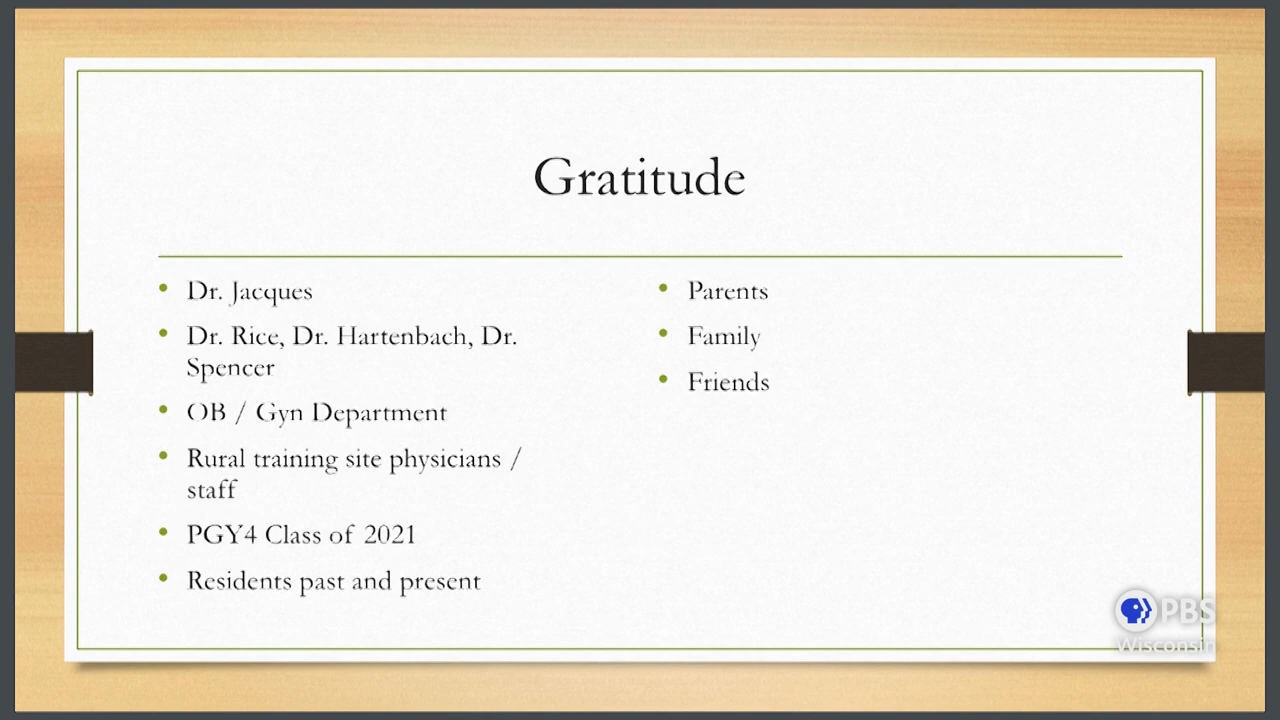 Gratitude
• Dr. Jacques
• Dr. Rice, Dr. Hartenbach, Dr.
Spencer
• OB / Gyn Department
• Rural training site physicians /
staff
• PGY4 Class of 2021
• Residents past and present
• Parents
• Family
• Friends
PBS
Wisconsin